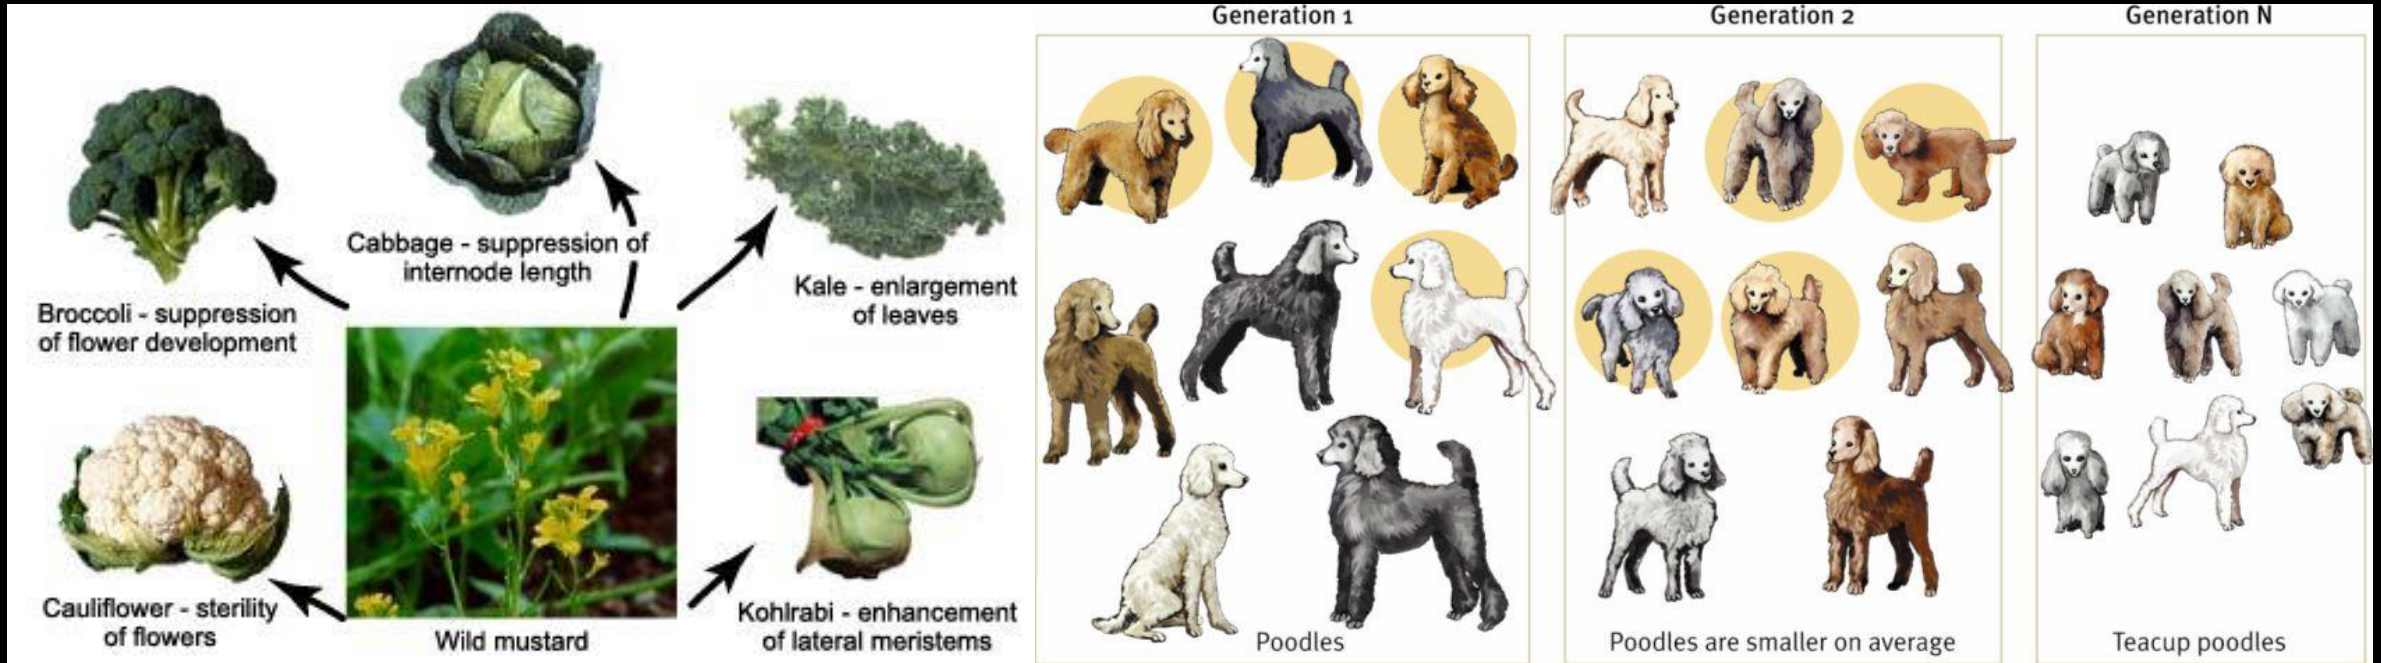 Broccoli - suppression
of flower development
Cabbage - suppression of
internode length
Kale - enlargement
of leaves
Cauliflower - sterility
of flowers
Wild mustard
Kohlrabi - enhancement
of lateral meristems
Generation 1
Poodles
Generation 2
Poodles are smaller on average
Generation N
Teacup poodles